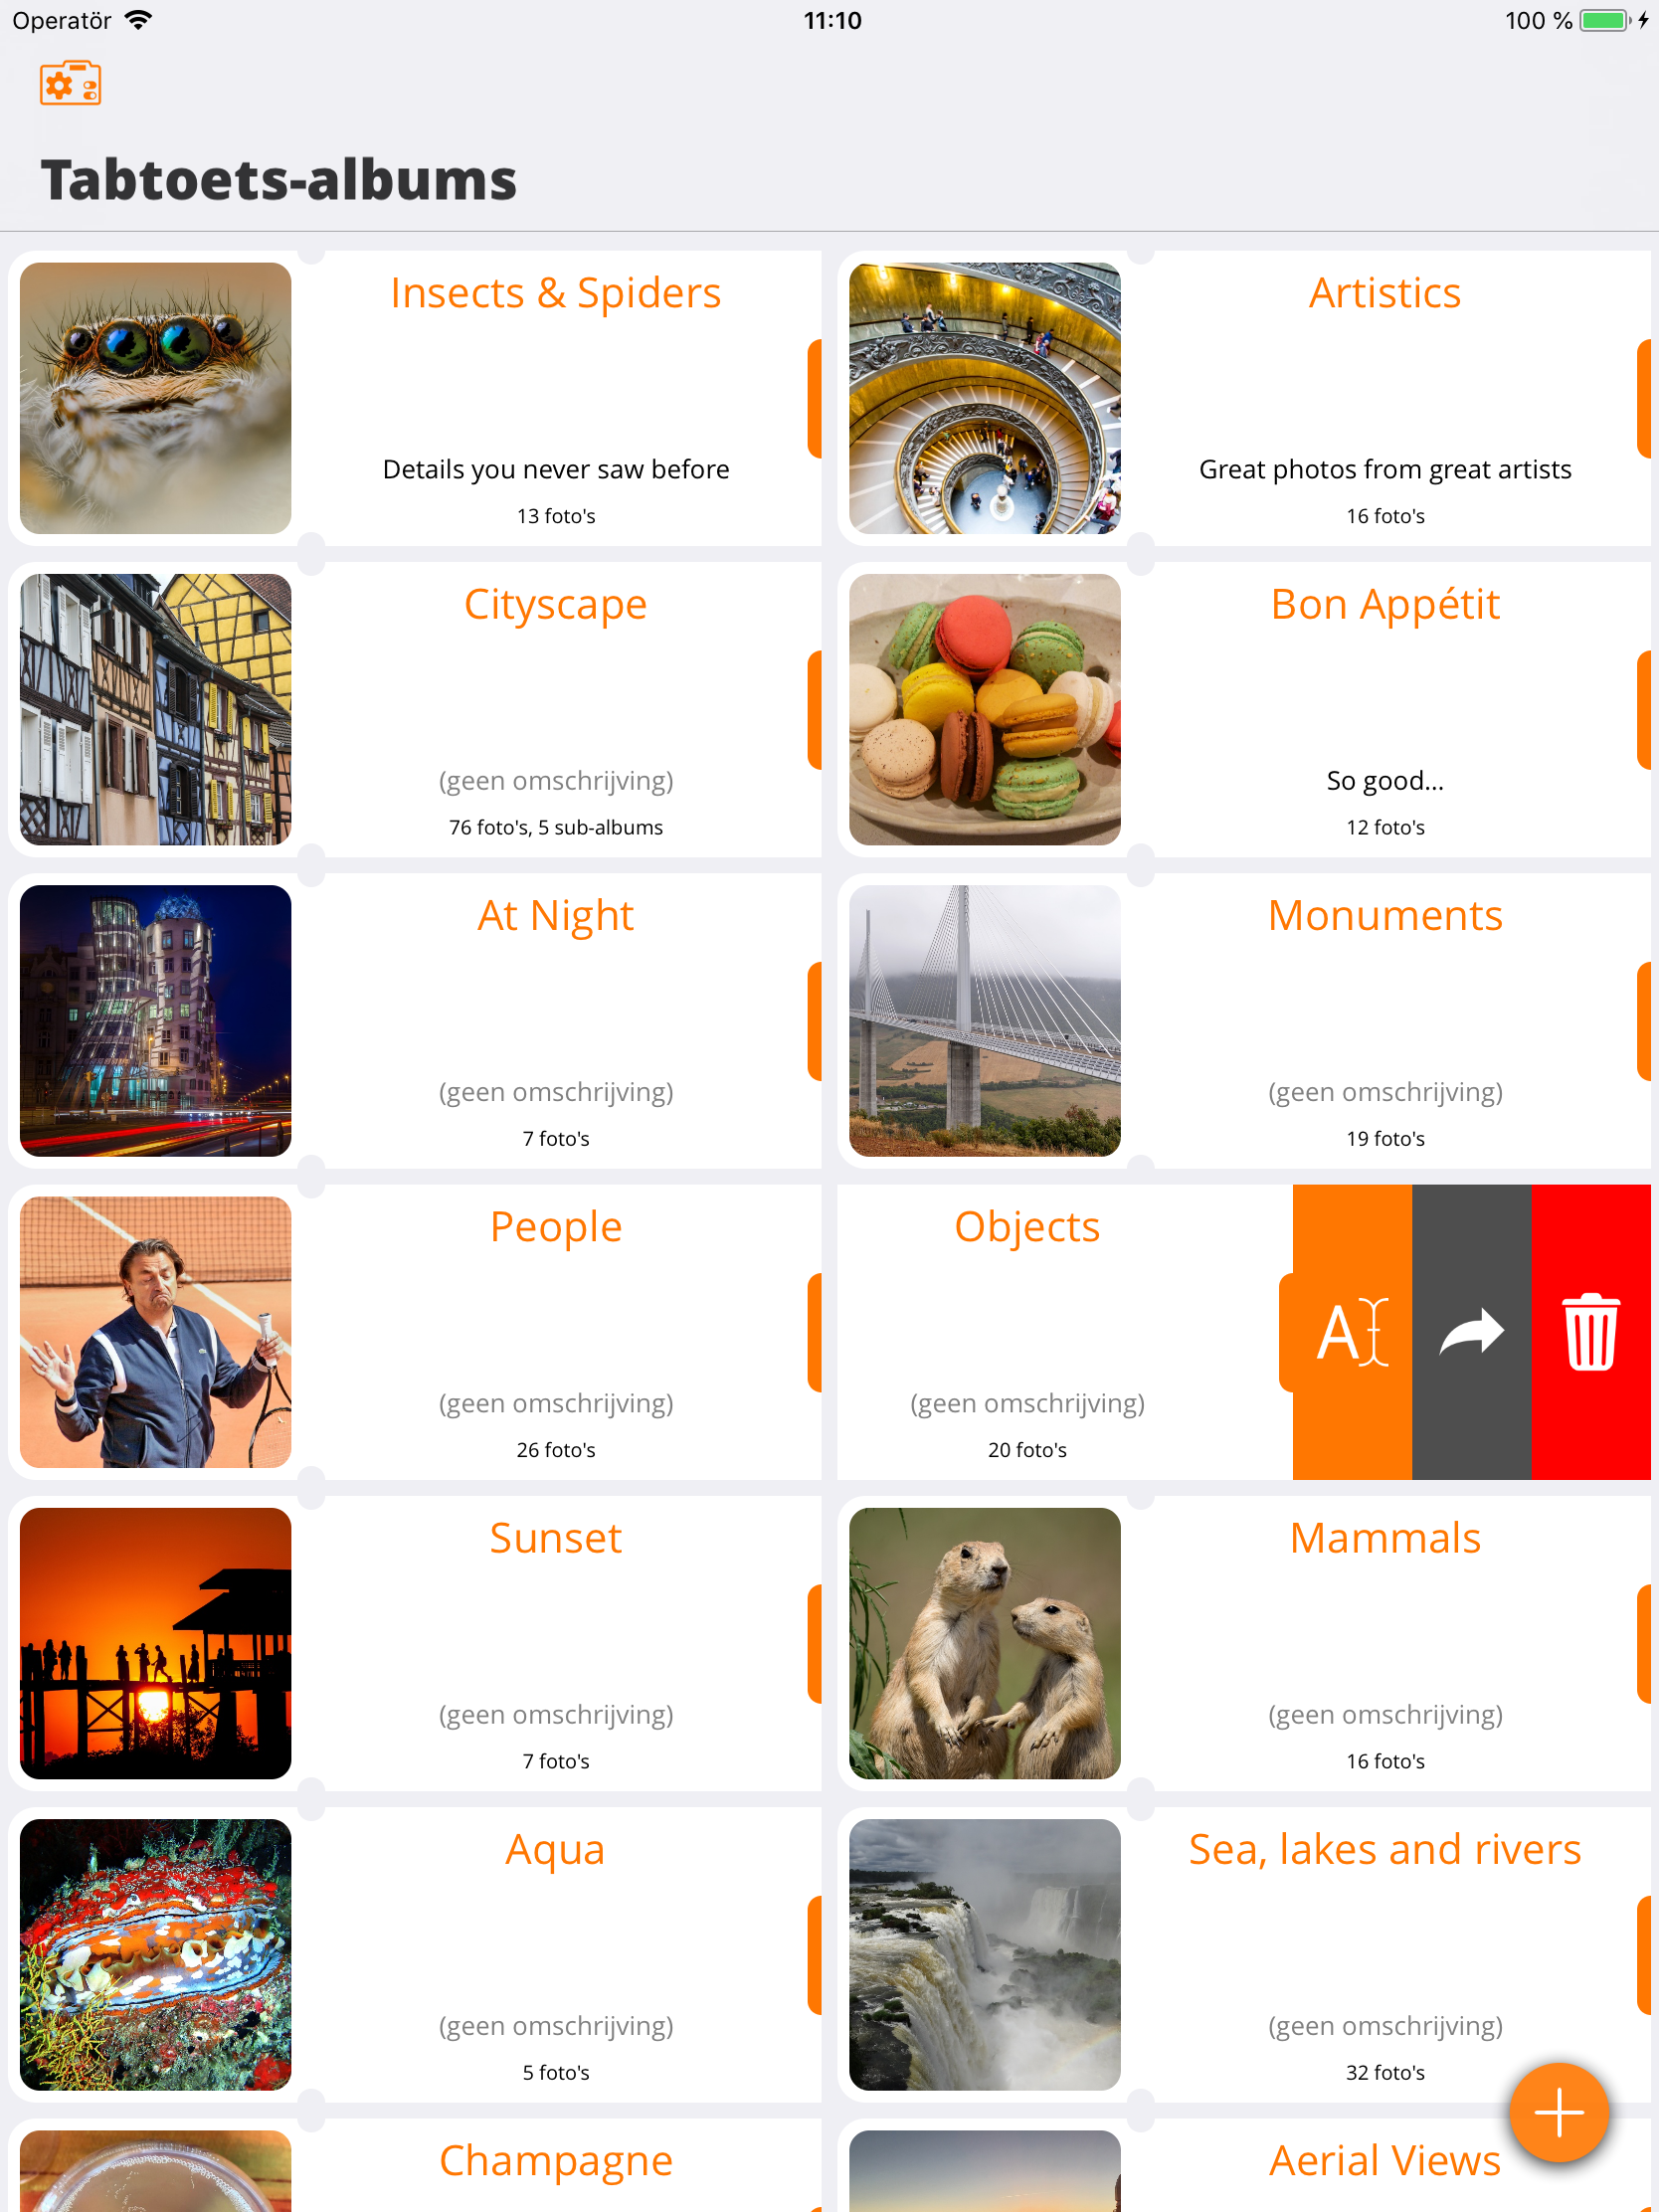 Operatör
11:10
100 %
Tabtoets-albums
Insects & Spiders
Details you never saw before
13 foto's
Artistics
Great photos from great artists
16 foto's
Cityscape
(geen omschrijving)
76 foto's, 5 sub-albums
Bon Appétit
So good...
12 foto's
At Night
(geen omschrijving)
7 foto's
Monuments
(geen omschrijving)
19 foto's
People
(geen omschrijving)
26 foto's
Objects
(geen omschrijving)
20 foto's
A
Sunset
(geen omschrijving)
7 foto's
Mammals
(geen omschrijving)
16 foto's
Aqua
(geen omschrijving)
5 foto's
Sea, lakes and rivers
(geen omschrijving)
32 foto's
Champagne
Aerial Views